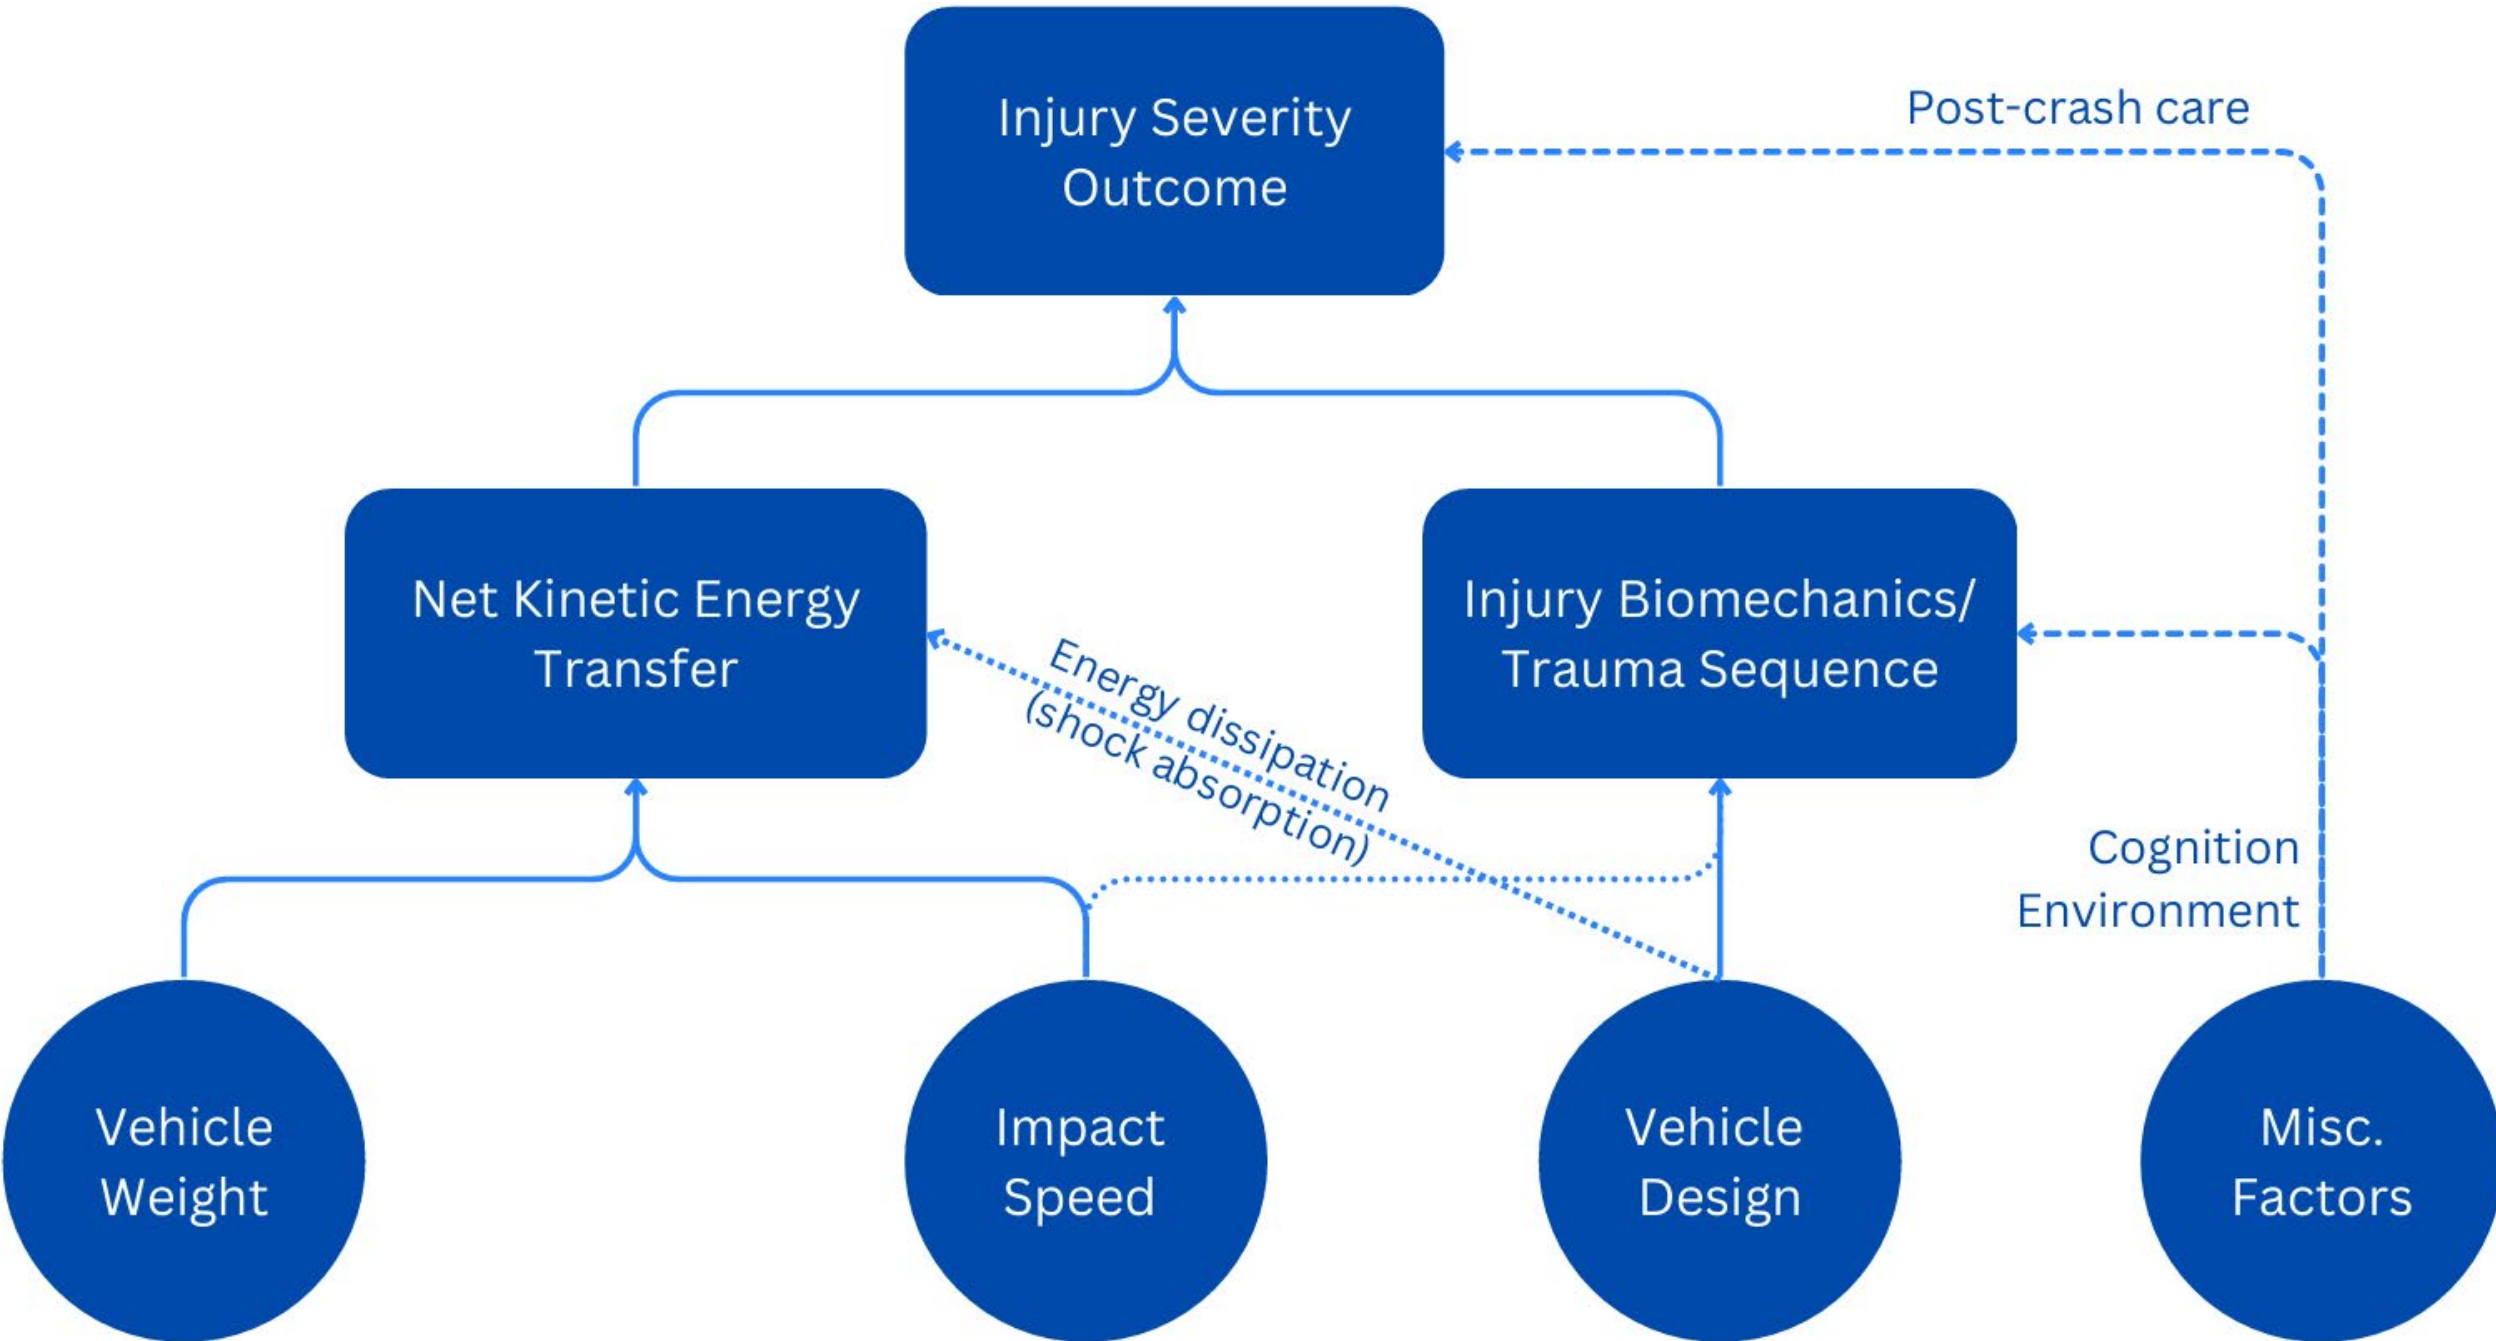 Injury Severity
Outcome
Post-crash care
Net Kinetic Energy
Transfer
Energy dissipation
(shock absorption)
Injury Biomechanics/
Trauma Sequence
Cognition
Environment
Vehicle
Weight
Impact
Speed
Vehicle
Design
Misc.
Factors